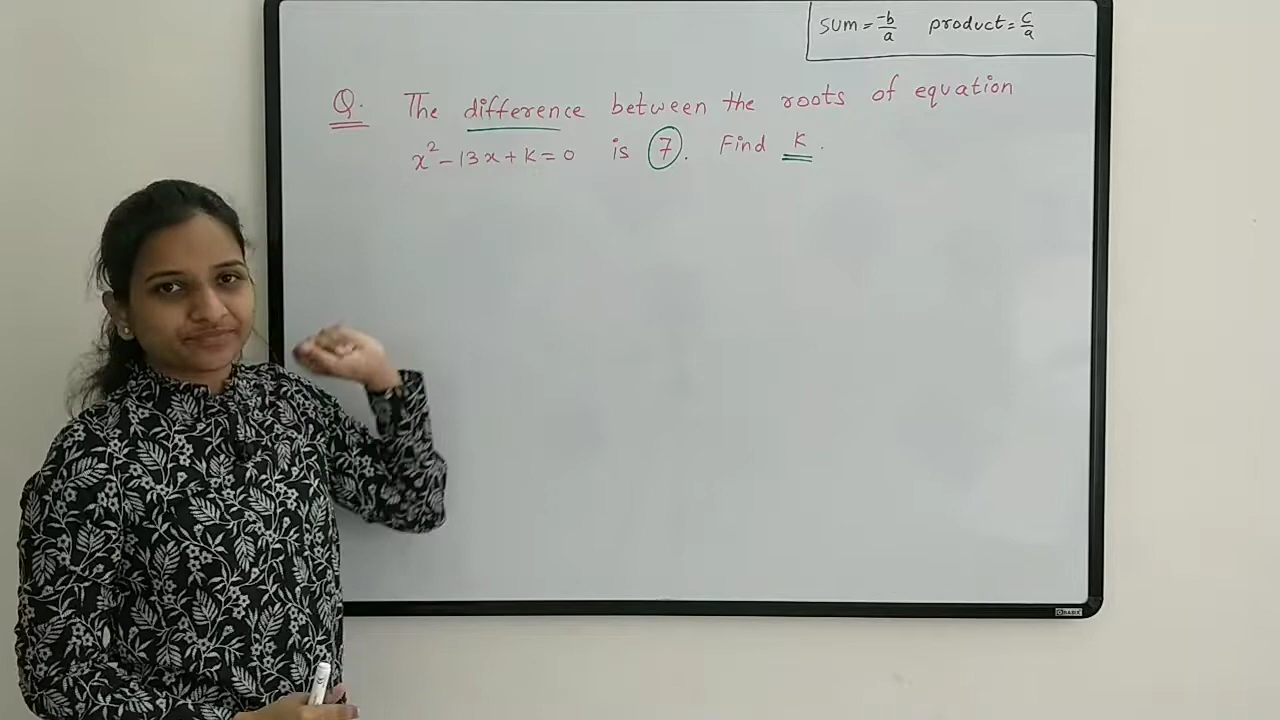 sum = -b/a product = c/a
Q. The difference between the roots of equation
x² - 13x + k = 0 is 7. Find k.